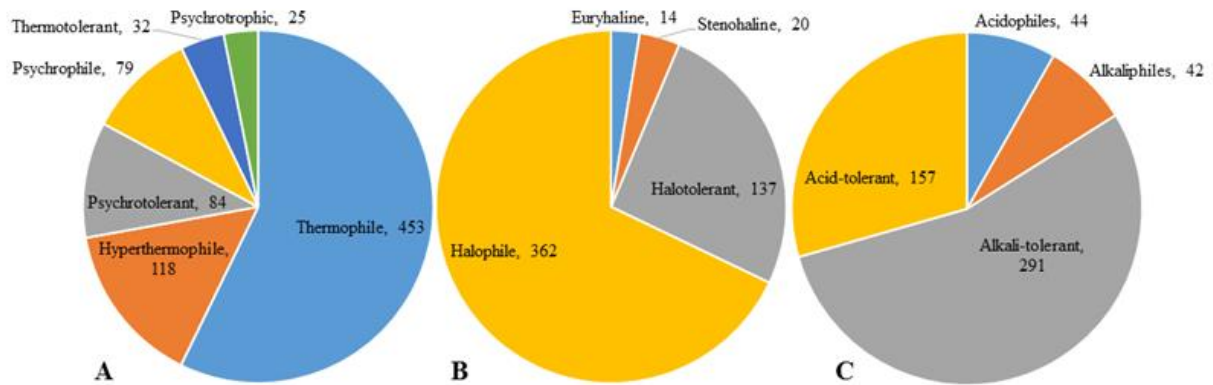 Psychrotrophic, 25
Thermotolerant, 32
Psychrophile, 79
Psychrotolerant, 84
Hyperthermophile,
118
Thermophile, 453
A
Euryhaline, 14
Stenohaline, 20
Halotolerant, 137
Halophile, 362
B
Acidophiles, 44
Alkaliphiles, 42
Acid-tolerant, 157
Alkali-tolerant,
291
C